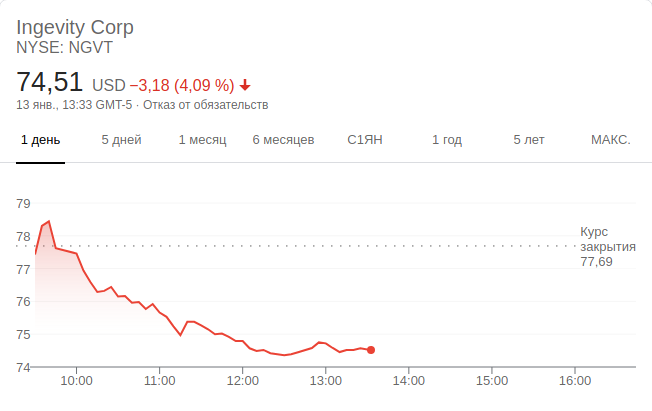 Ingevity Corp
NYSE: NGVT
74,51 USD −3,18 (4,09 %)
13 янв., 13:33 GMT-5 · Отказ от обязательств
1 день 5 дней 1 месяц 6 месяцев С1ЯН 1 год 5 лет МАКС.
79
78
77
76
75
74
Курс
закрытия
77,69
10:00 11:00 12:00 13:00 14:00 15:00 16:00